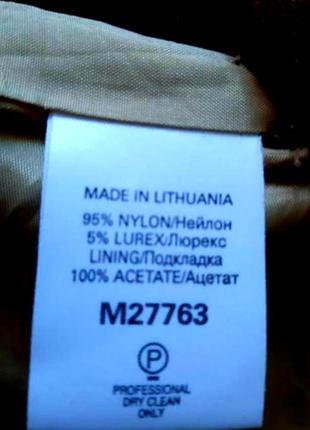 MADE IN LITHUANIA
95% NYLON/Нейлон
5% LUREX/Люрекс
LINING/Подкладка
100% ACETATE/Ацетат
M27763
P
PROFESSIONAL
DRY CLEAN
ONLY